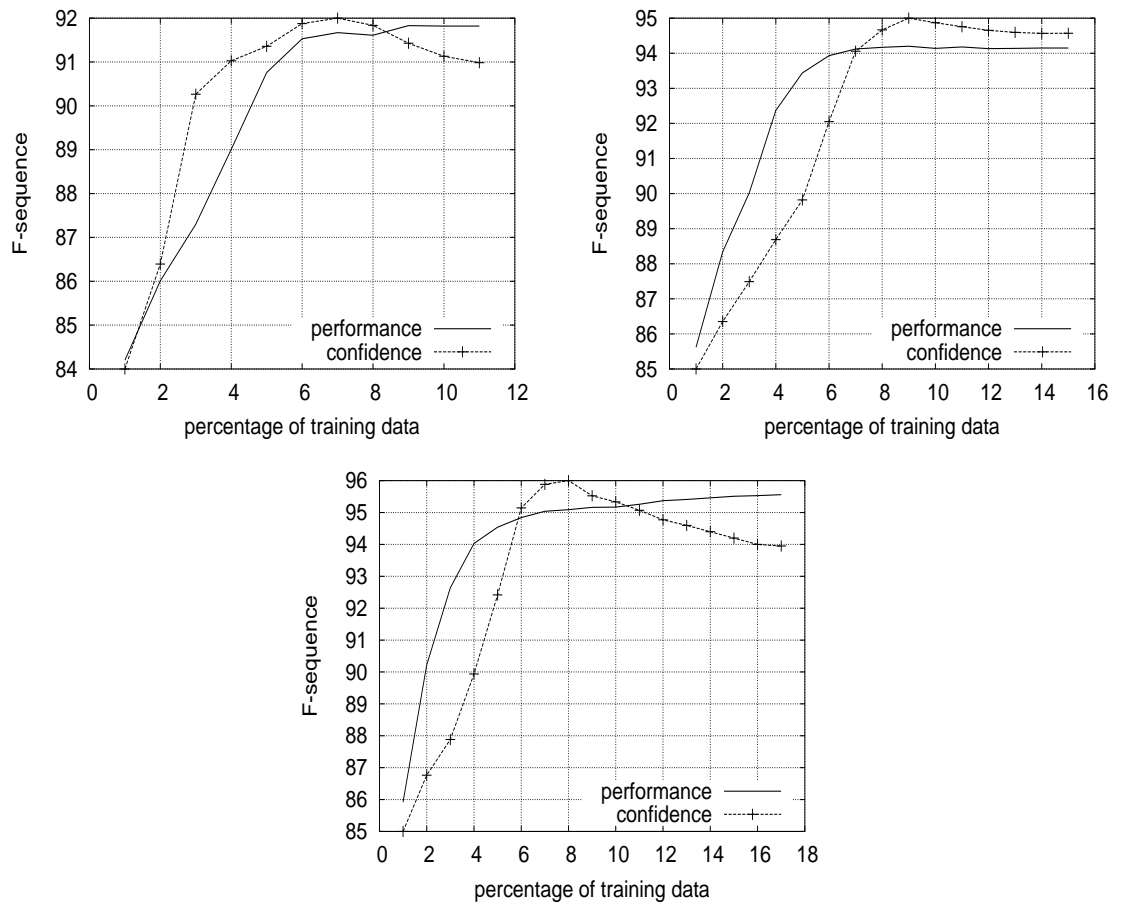 92
91
90
89
88
87
86
85
84
F-sequence
performance
confidence
0 2 4 6 8 10 12
percentage of training data
95
94
93
92
91
90
89
88
87
86
85
F-sequence
performance
confidence
0 2 4 6 8 10 12 14 16
percentage of training data
96
95
94
93
92
91
90
89
88
87
86
85
F-sequence
performance
confidence
0 2 4 6 8 10 12 14 16 18
percentage of training data